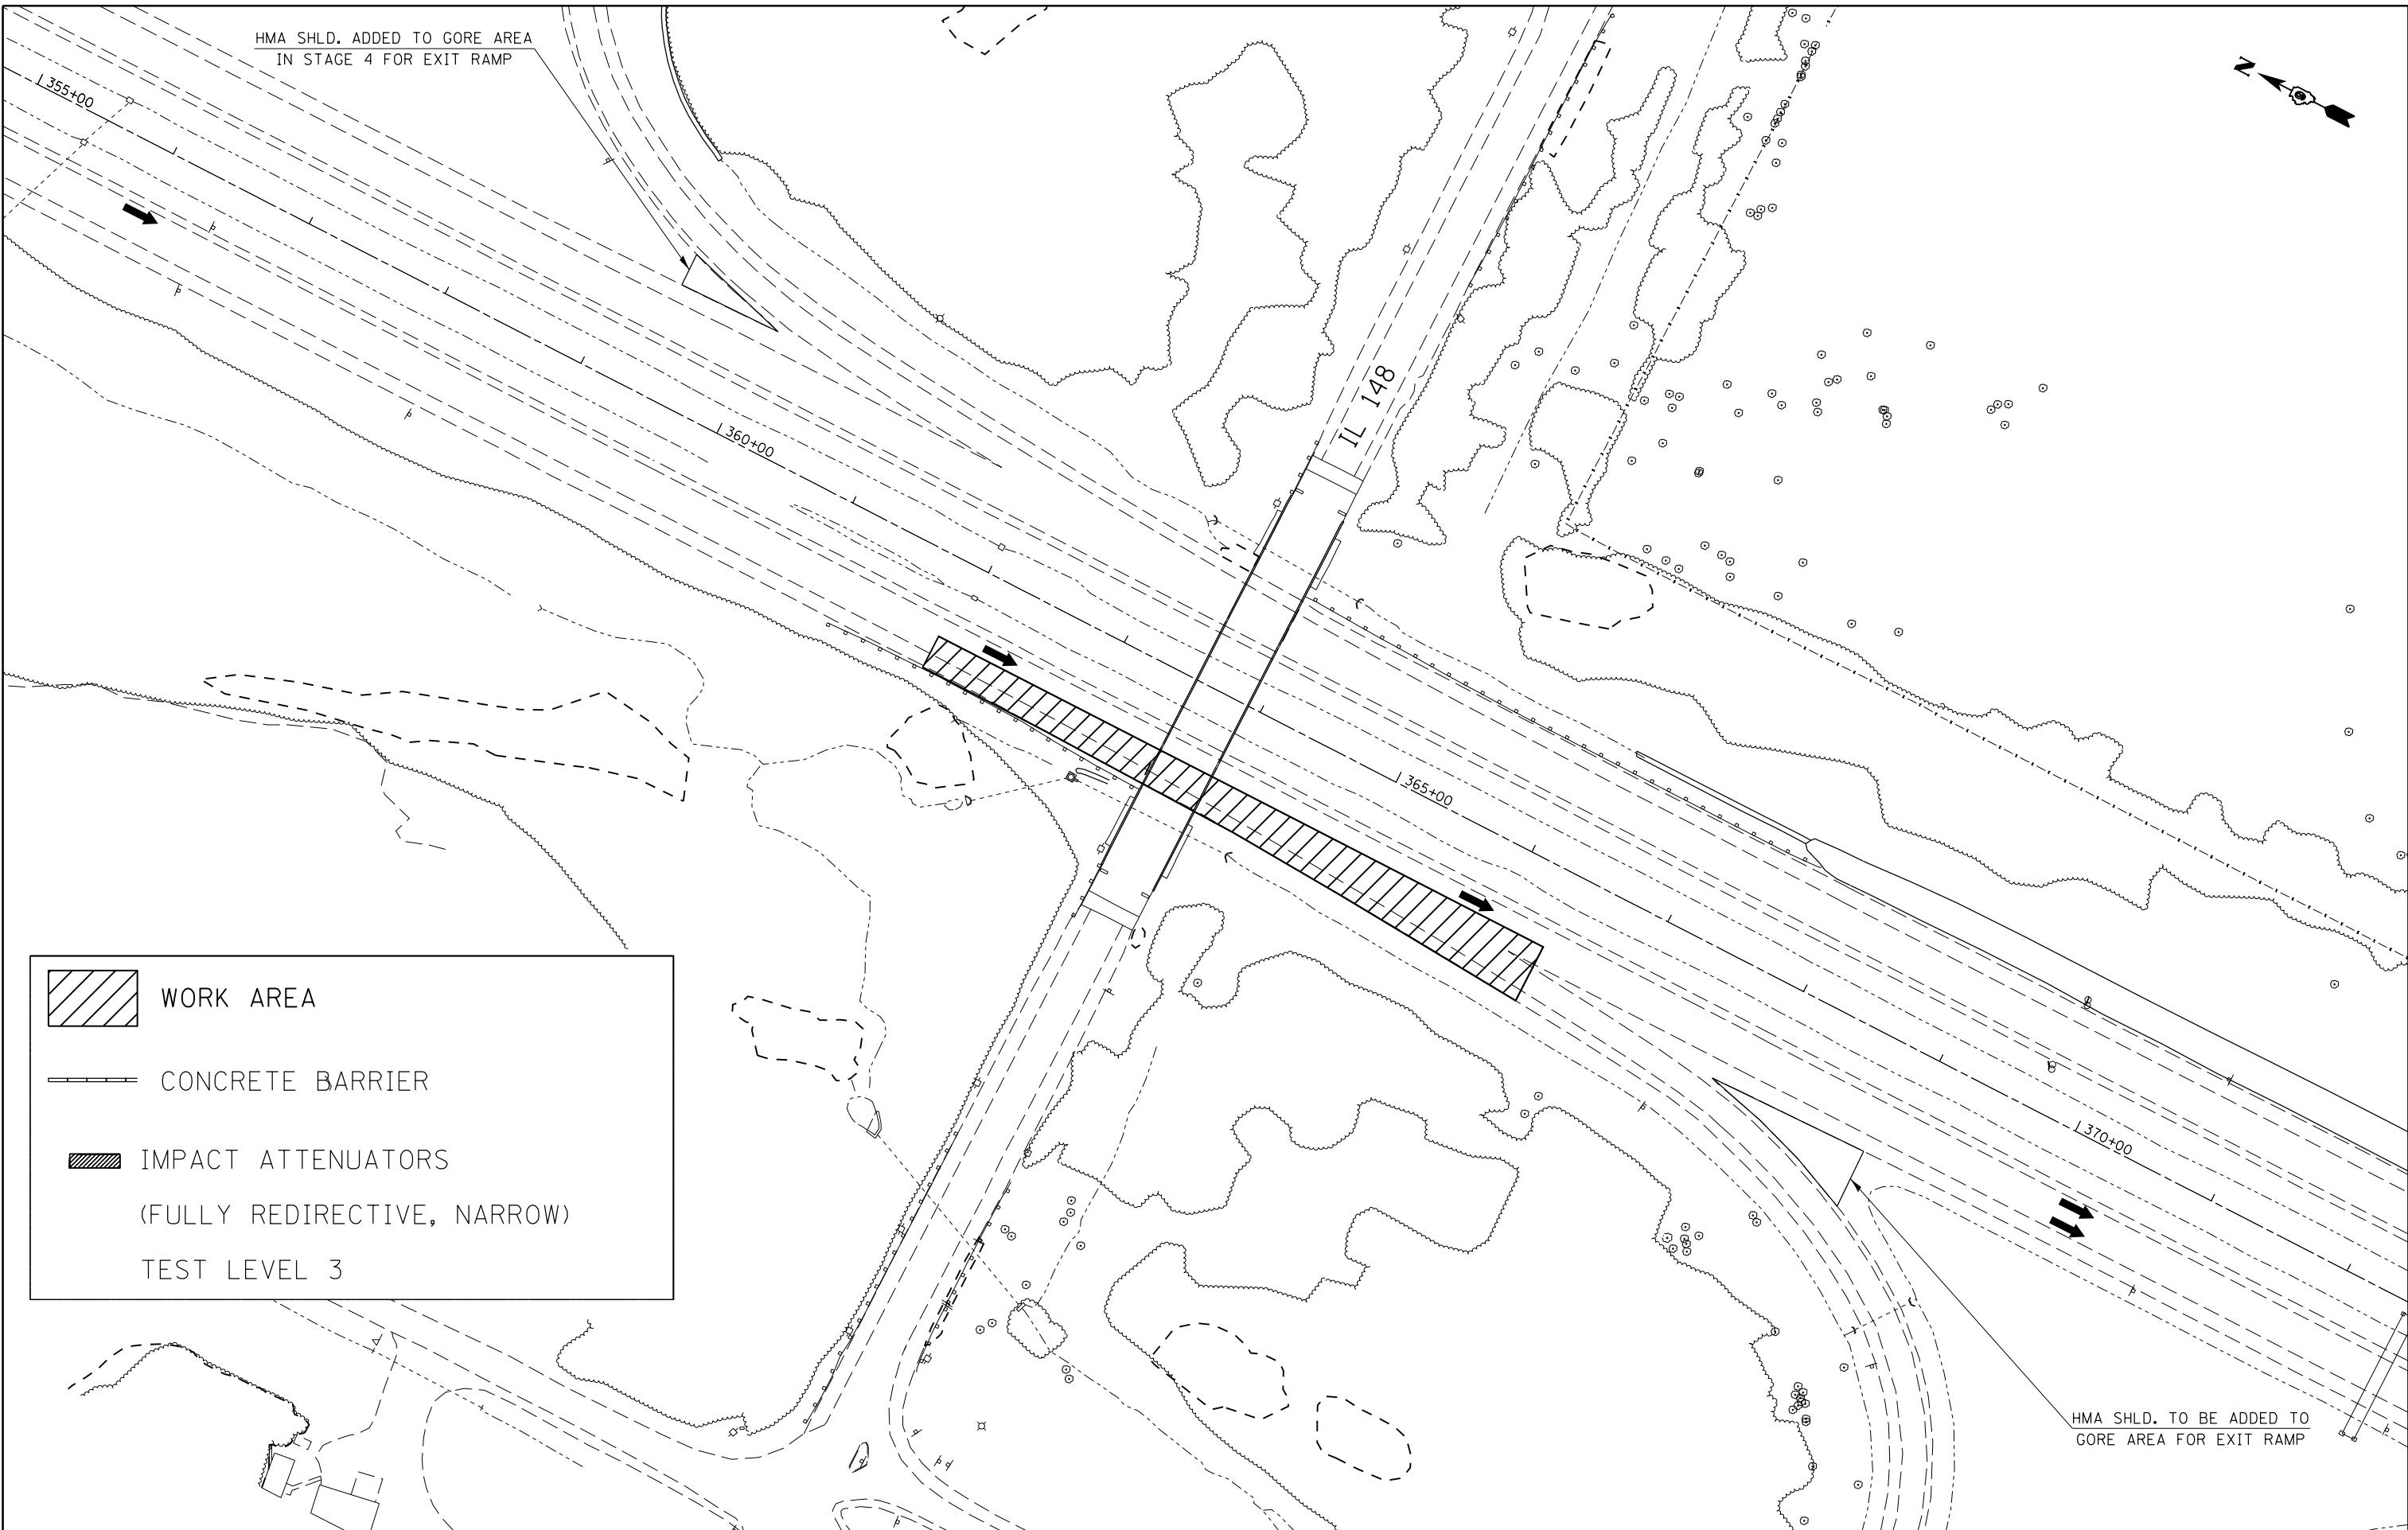 HMA SHLD. ADDED TO GORE AREA
IN STAGE 4 FOR EXIT RAMP
N
355+00
360+00
IL 148
365+00
370+00
WORK AREA
CONCRETE BARRIER
IMPACT ATTENUATORS
(FULLY REDIRECTIVE, NARROW)
TEST LEVEL 3
HMA SHLD. TO BE ADDED TO
GORE AREA FOR EXIT RAMP